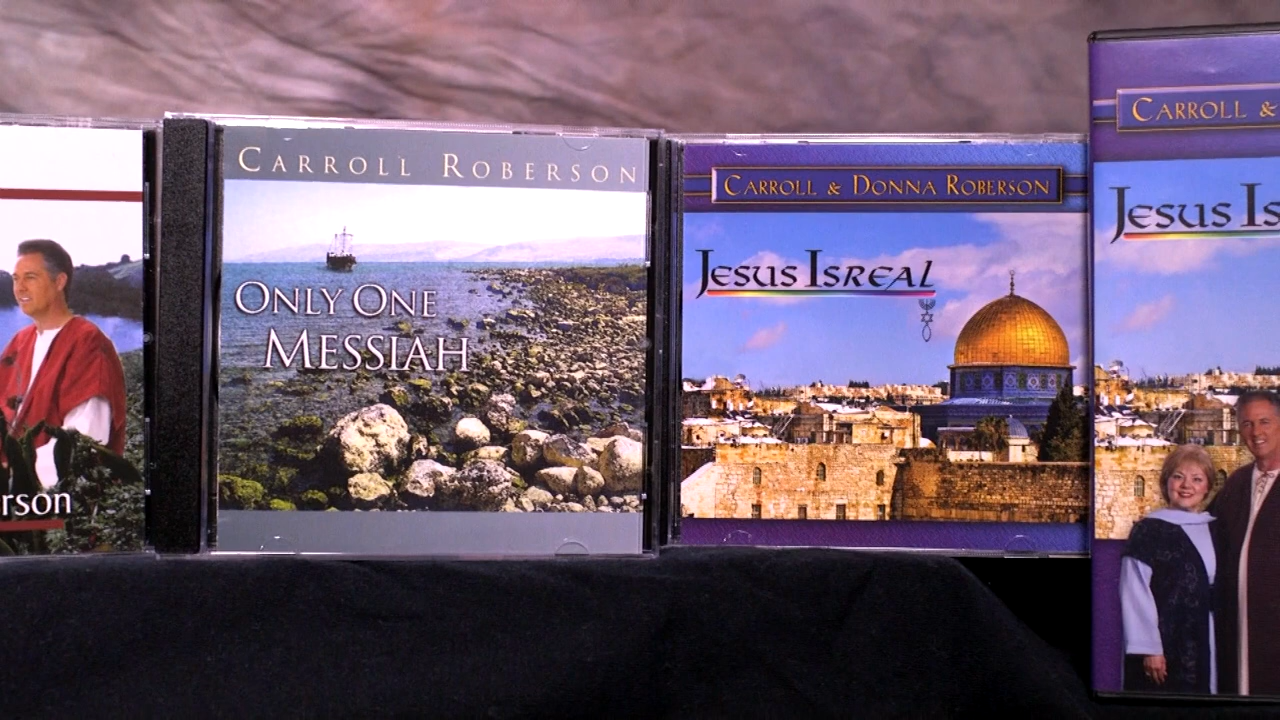 rson
CARROLL ROBERSON
ONLY ONE
MESSIAH
CARROLL & DONNA ROBERSON
JESUS ISREAL
CARROLL &
JESUS IS